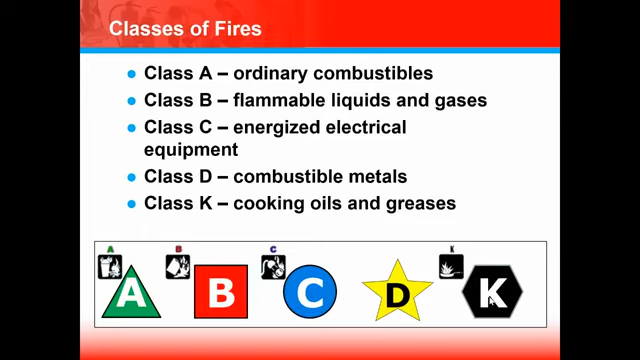 Classes of Fires
Class A – ordinary combustibles
Class B – flammable liquids and gases
Class C – energized electrical
equipment
Class D – combustible metals
Class K – cooking oils and greases
A B C K
A B C D K